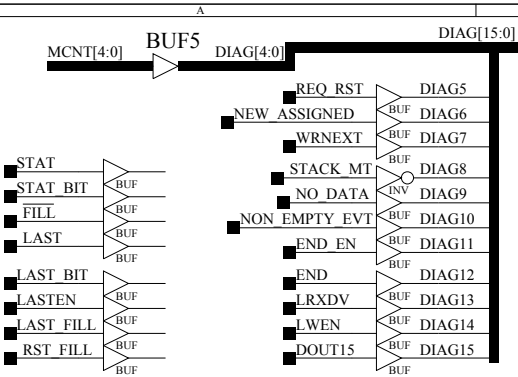 A
DIAG[15:0]
BUF5
MCNT[4:0] DIAG[4:0]
REQ_RST DIAG5
BUF
NEW_ASSIGNED DIAG6
BUF
WRNEXT DIAG7
BUF
STACK_MT DIAG8
INV
NO_DATA DIAG9
BUF
NON_EMPTY_EVT DIAG10
BUF
END_EN DIAG11
BUF
END DIAG12
BUF
LRXDV DIAG13
BUF
LWEN DIAG14
BUF
DOUT15 DIAG15
BUF
STAT
BUF
STAT_BIT
BUF
FILL
BUF
LAST
BUF
LAST_BIT
BUF
LASTEN
BUF
LAST_FILL
BUF
RST_FILL
BUF